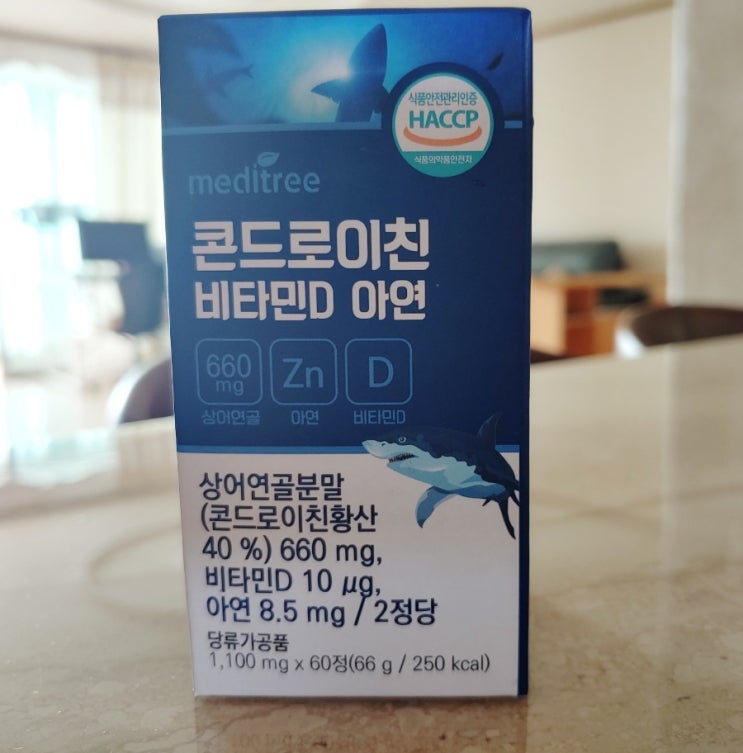 식품안전관리인증
HACCP
식품의약품안전처
meditree
콘드로이친
비타민D 아연
660 mg
상어연골
Zn
아연
D
비타민D
상어연골분말
(콘드로이친황산
40 %) 660 mg,
비타민D 10 µg,
아연 8.5 mg / 2정당
당류가공품
1,100 mg x 60정(66 g / 250 kcal)